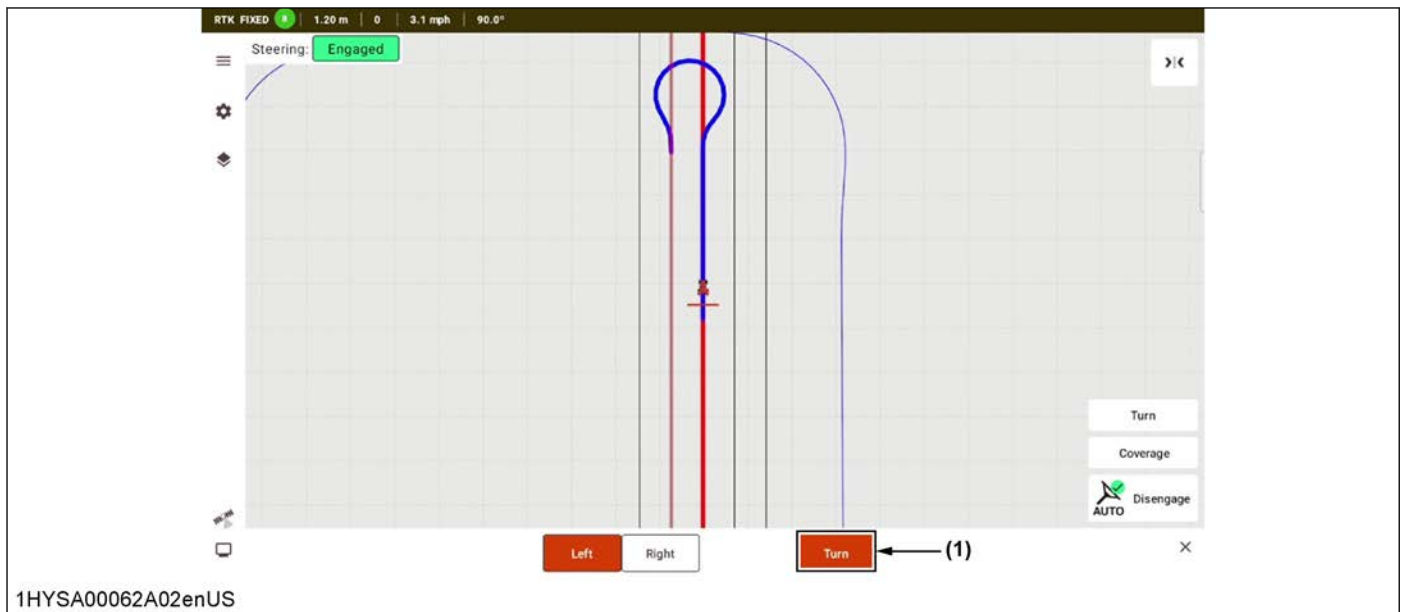 RTK FIXED 1.20 m 0 3.1 mph 90.0°
Steering: Engaged
Turn
Coverage
AUTO Disengage
Left Right Turn (1)
1HYSA00062A02enUS